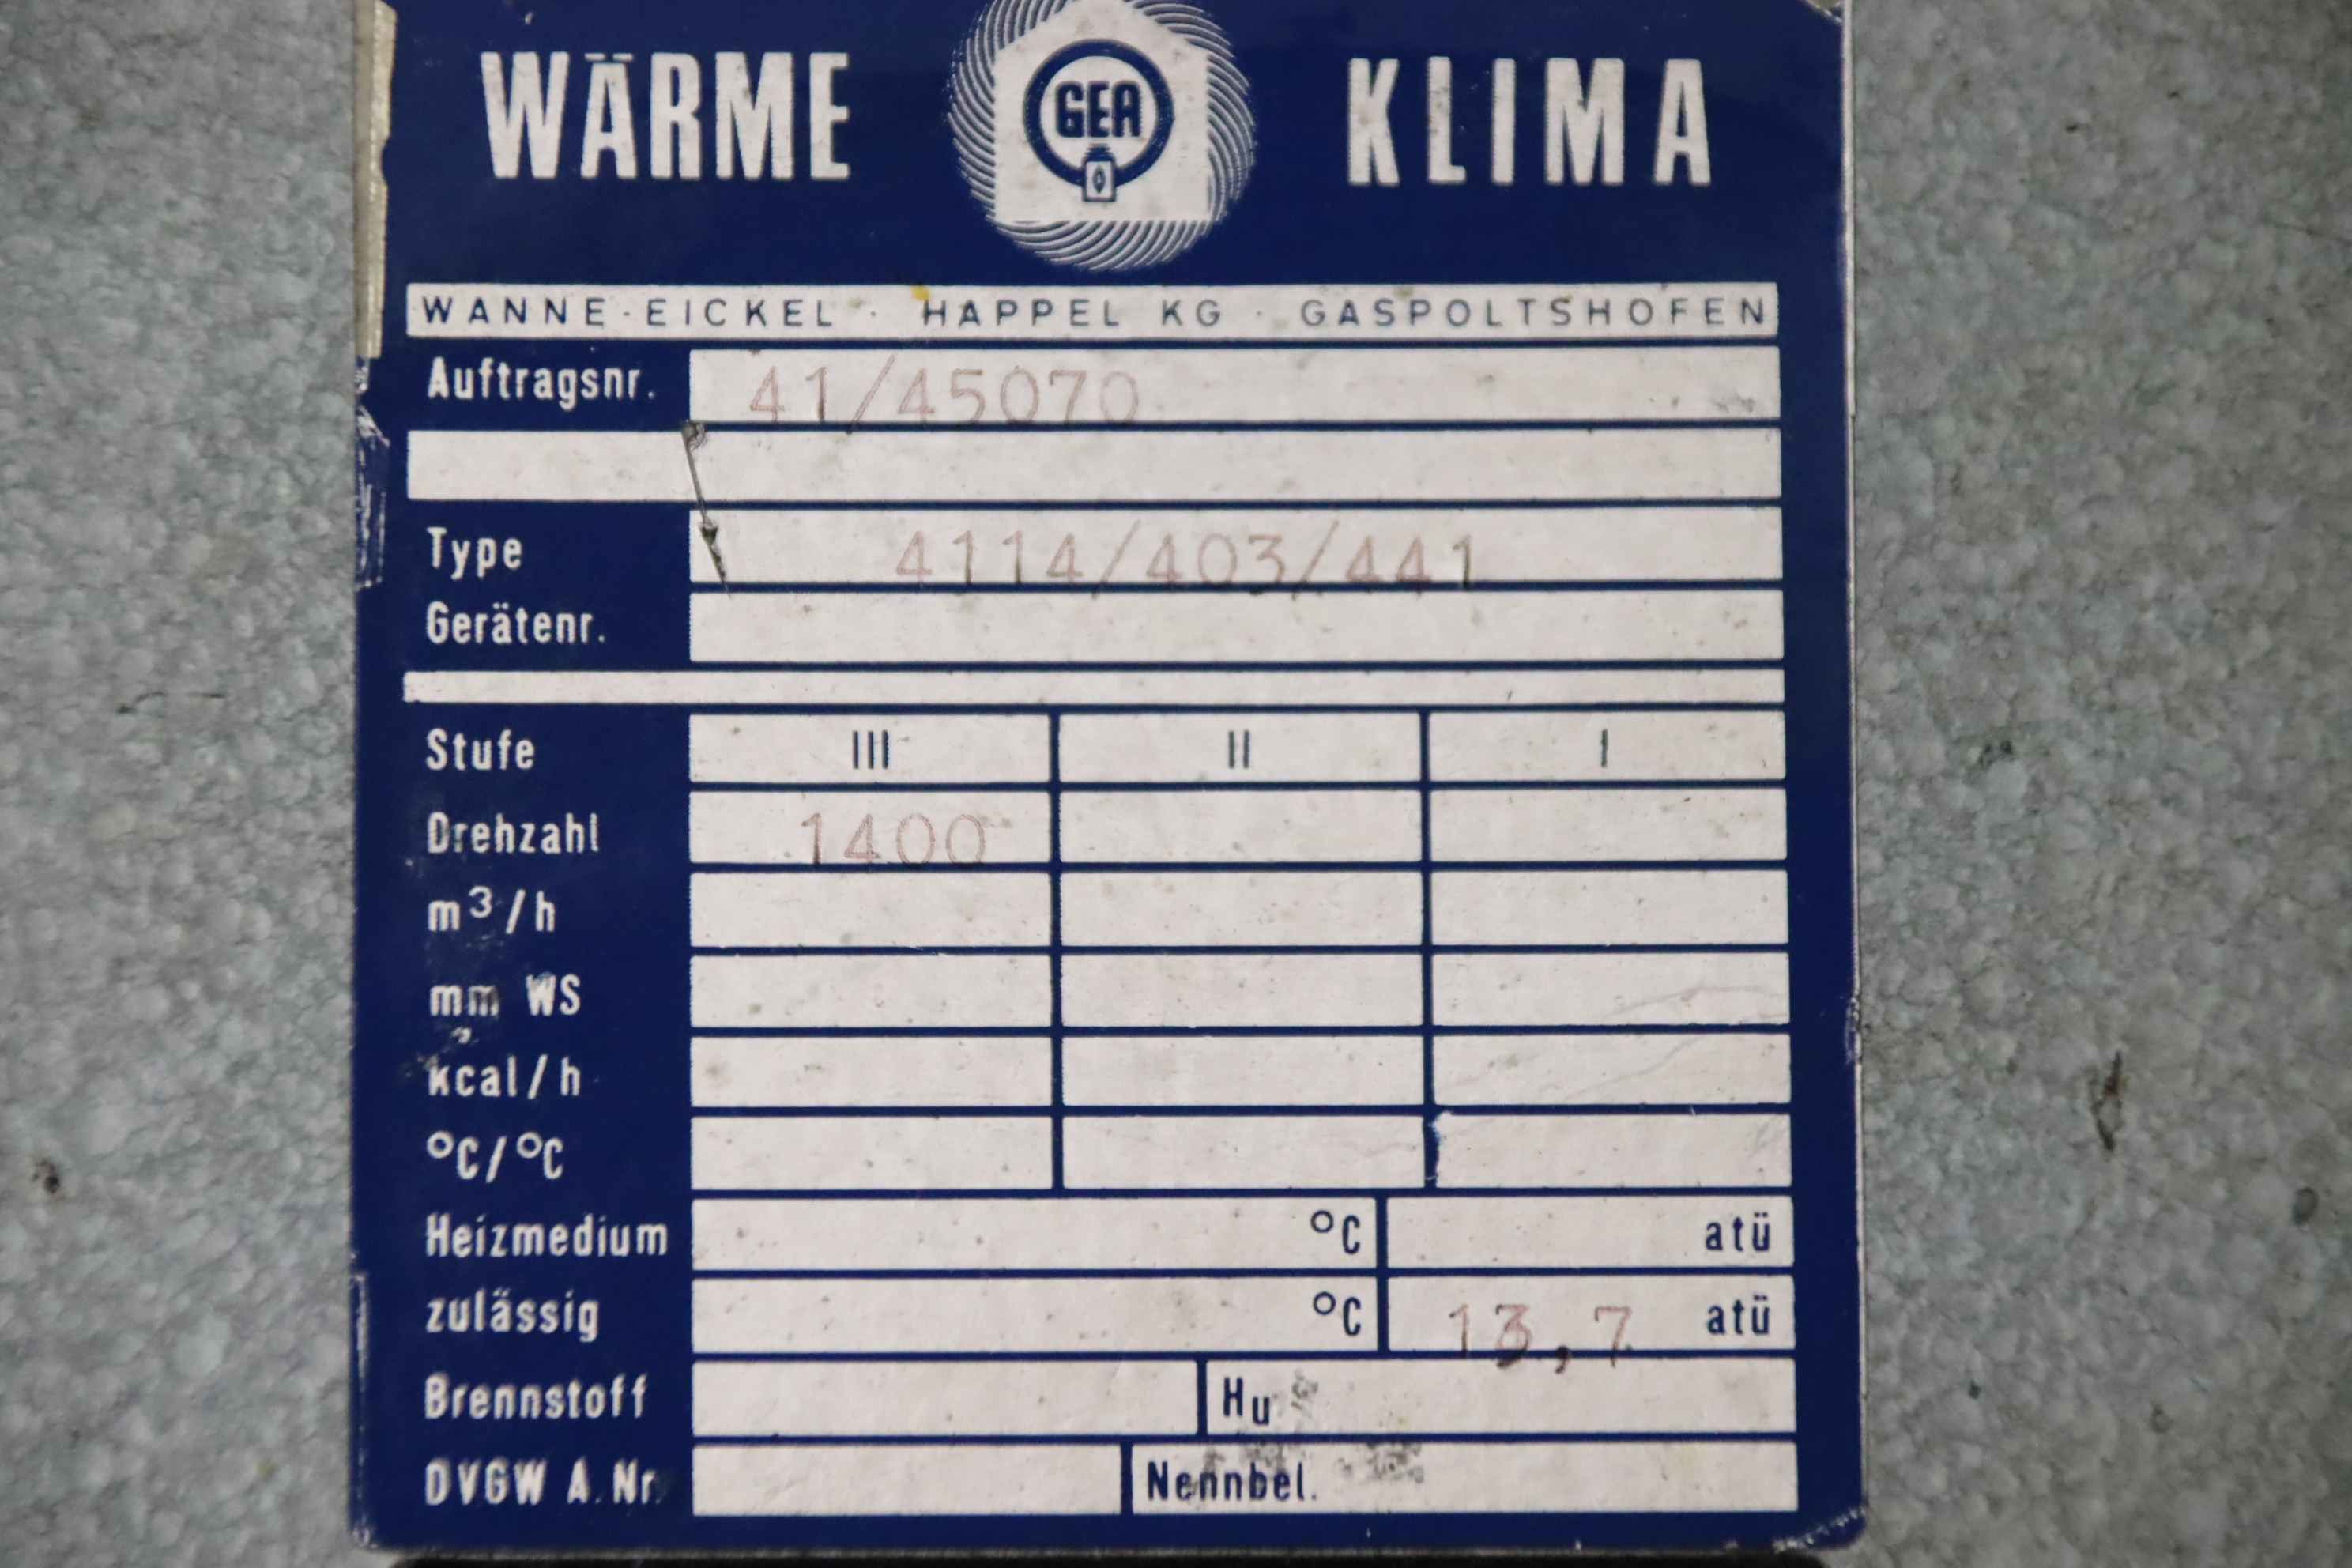 WÄRME GEA KLIMA
WANNE-EICKEL · HAPPEL KG · GASPOLTSHOFEN
Auftragsnr. 41/45070
Type 4114/403/441
Gerätenr.
Stufe III II I
Drehzahl 1400
m³/h
mm WS
kcal/h
°C/°C
Heizmedium °C atü
zulässig °C 13,7 atü
Brennstoff Hu
DVGW A.Nr. Nennbel.